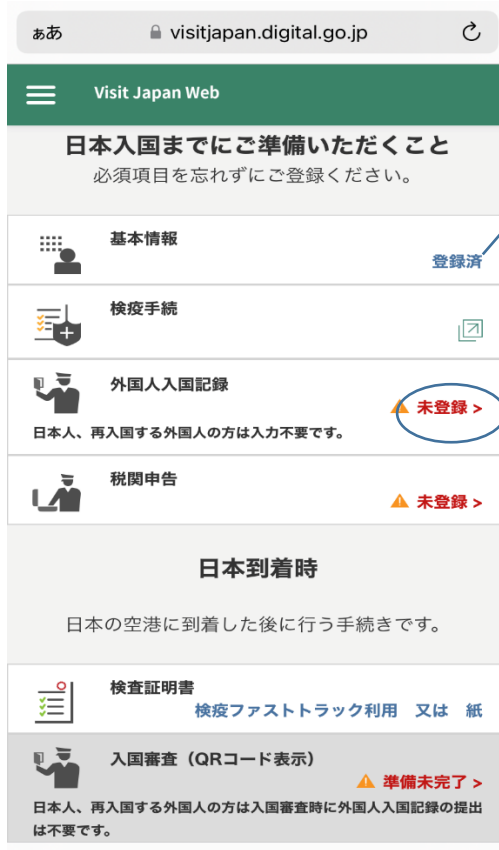 ぁあ visitjapan.digital.go.jp
Visit Japan Web
日本入国までにご準備いただくこと
必須項目を忘れずにご登録ください。
基本情報
登録済
検疫手続
外国人入国記録
未登録 >
日本人、再入国する外国人の方は入力不要です。
税関申告
未登録 >
日本到着時
日本の空港に到着した後に行う手続きです。
検査証明書
検疫ファストトラック利用 又は 紙
入国審査（QRコード表示）
準備未完了 >
日本人、再入国する外国人の方は入国審査時に外国人入国記録の提出
は不要です。